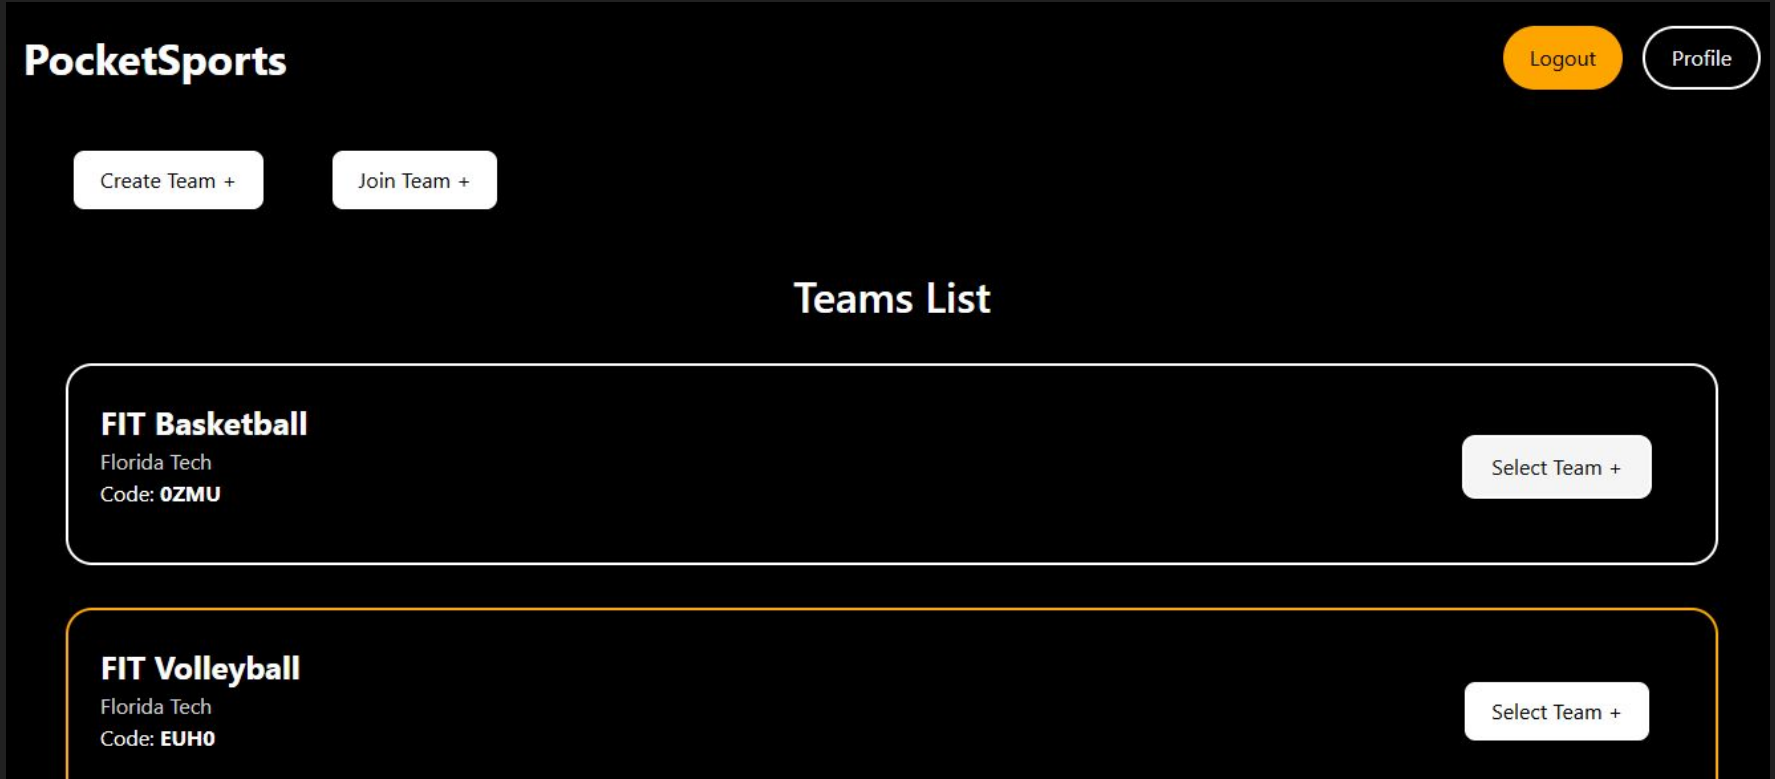 PocketSports
Logout
Profile
Create Team +
Join Team +
Teams List
FIT Basketball
Florida Tech
Code: 0ZMU
Select Team +
FIT Volleyball
Florida Tech
Code: EUH0
Select Team +